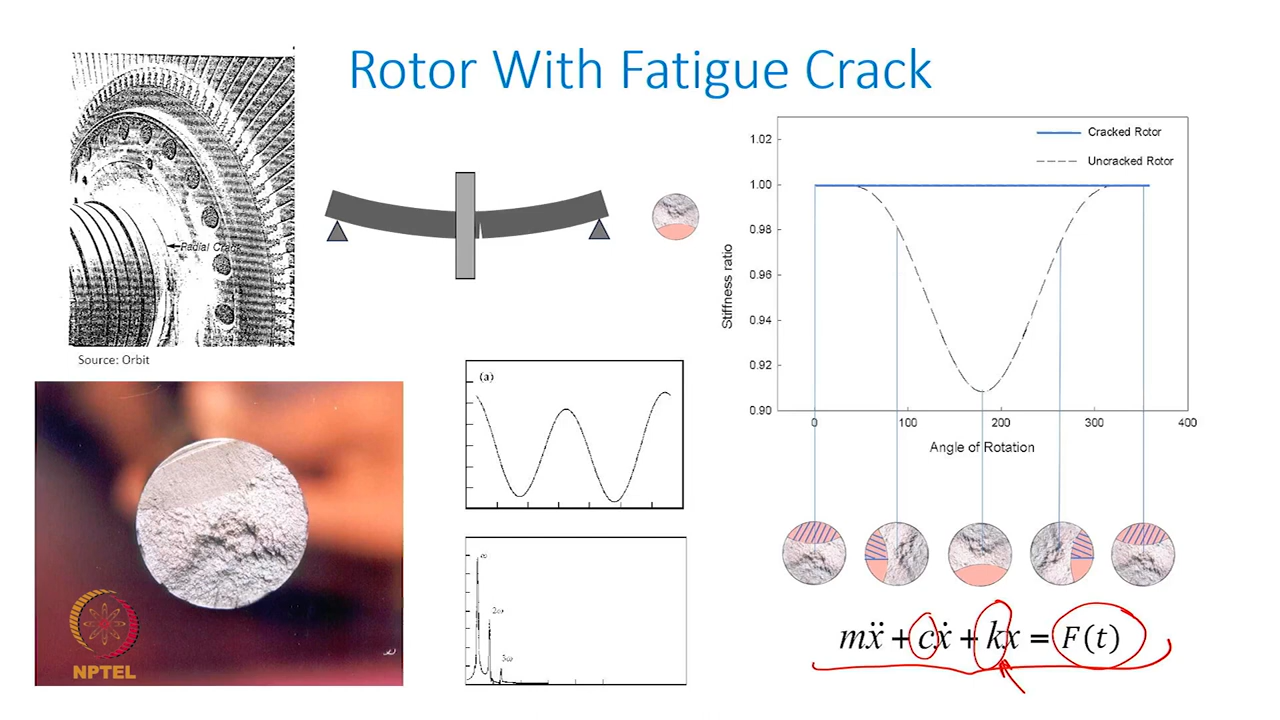 Rotor With Fatigue Crack
Radial Crack
Source: Orbit
NPTEL
(a)
ω
2ω
3ω
Cracked Rotor
Uncracked Rotor
Stiffness ratio
1.02
1.00
0.98
0.96
0.94
0.92
0.90
0 100 200 300 400
Angle of Rotation
mẍ + cẋ + kx = F(t)